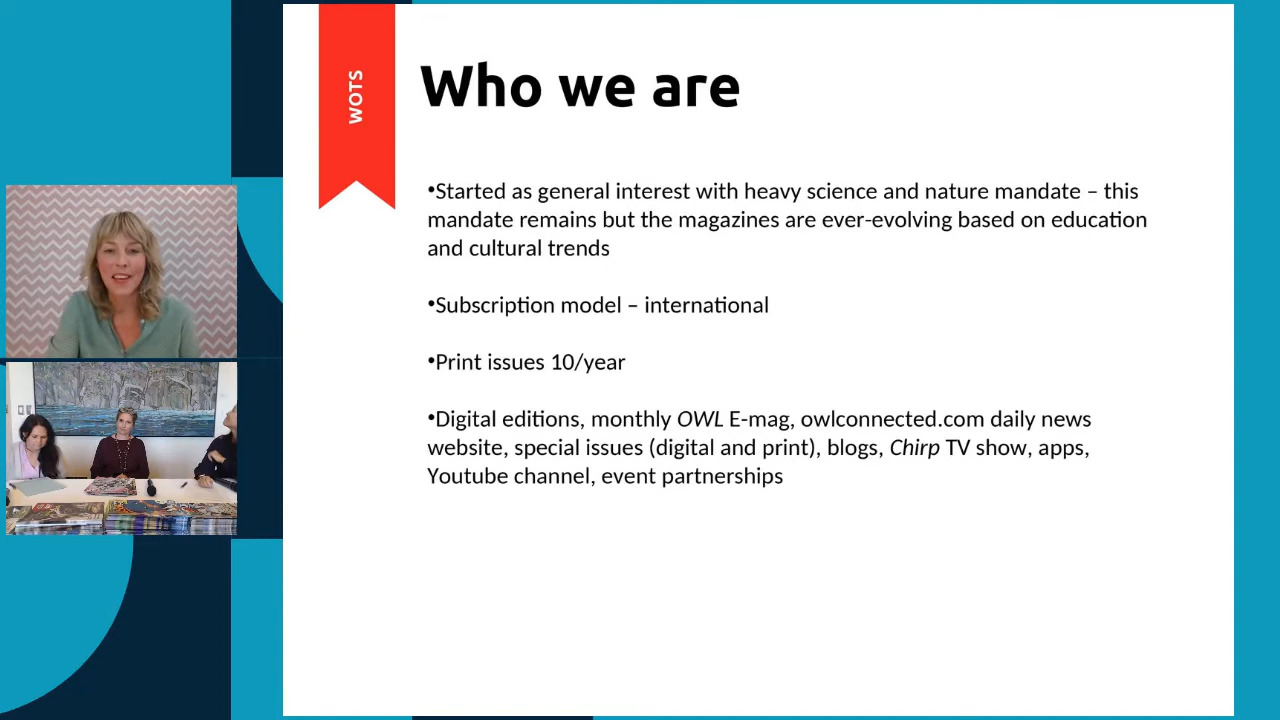 WOTS
Who we are
•Started as general interest with heavy science and nature mandate – this
mandate remains but the magazines are ever-evolving based on education
and cultural trends
•Subscription model – international
•Print issues 10/year
•Digital editions, monthly OWL E-mag, owlconnected.com daily news
website, special issues (digital and print), blogs, Chirp TV show, apps,
Youtube channel, event partnerships